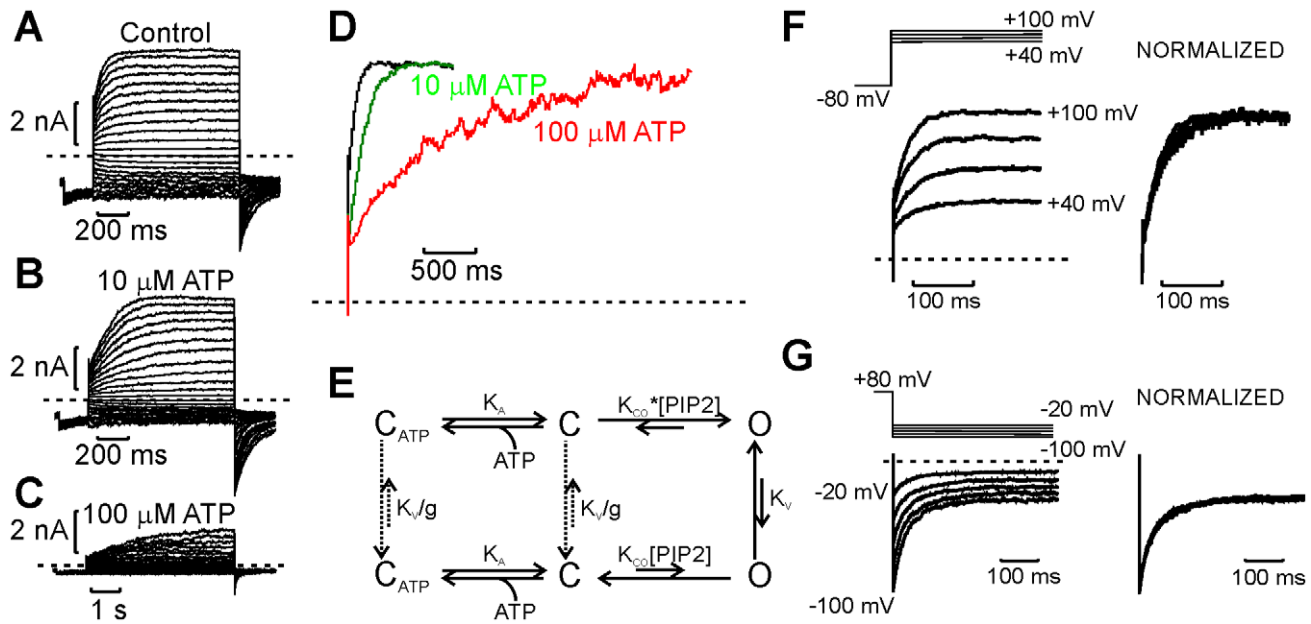 A
Control
2 nA
200 ms
B
10 μM ATP
2 nA
200 ms
C
100 μM ATP
2 nA
1 s
D
10 μM ATP
100 μM ATP
500 ms
E
C_ATP K_A C K_CO*[PIP2] O
ATP
K_V/g K_V/g K_V
C_ATP K_A C K_CO[PIP2] O
ATP
F
+100 mV
+40 mV
-80 mV
NORMALIZED
+100 mV
+40 mV
100 ms
100 ms
G
+80 mV
-20 mV
-100 mV
NORMALIZED
-20 mV
-100 mV
100 ms
100 ms